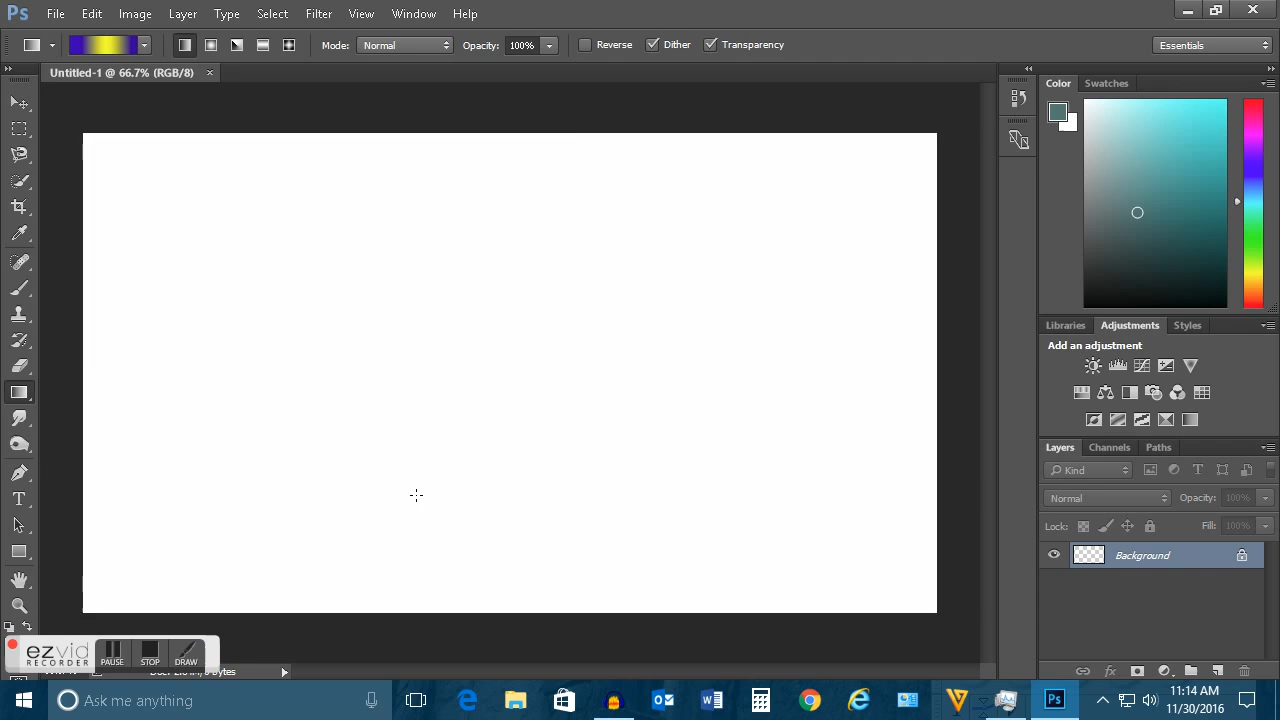 Ps File Edit Image Layer Type Select Filter View Window Help
Mode: Normal Opacity: 100% Reverse Dither Transparency Essentials
Untitled-1 @ 66.7% (RGB/8) ×
Color Swatches
Libraries Adjustments Styles
Add an adjustment
Layers Channels Paths
Kind
Normal Opacity: 100%
Lock: Fill: 100%
Background
T
ezvid
RECORDER
PAUSE STOP DRAW
Ask me anything
Ps
11:14 AM
11/30/2016